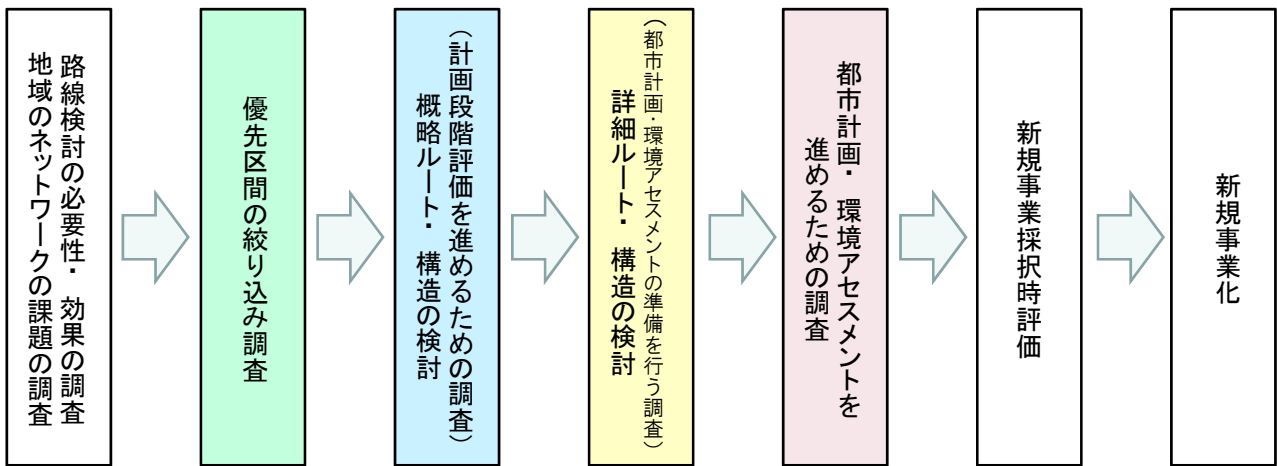 路線検討の必要性・効果の調査
地域のネットワークの課題の調査
優先区間の絞り込み調査
（計画段階評価を進めるための調査）
概略ルート・構造の検討
（都市計画・環境アセスメントの準備を行う調査）
詳細ルート・構造の検討
都市計画・環境アセスメントを
進めるための調査
新規事業採択時評価
新規事業化